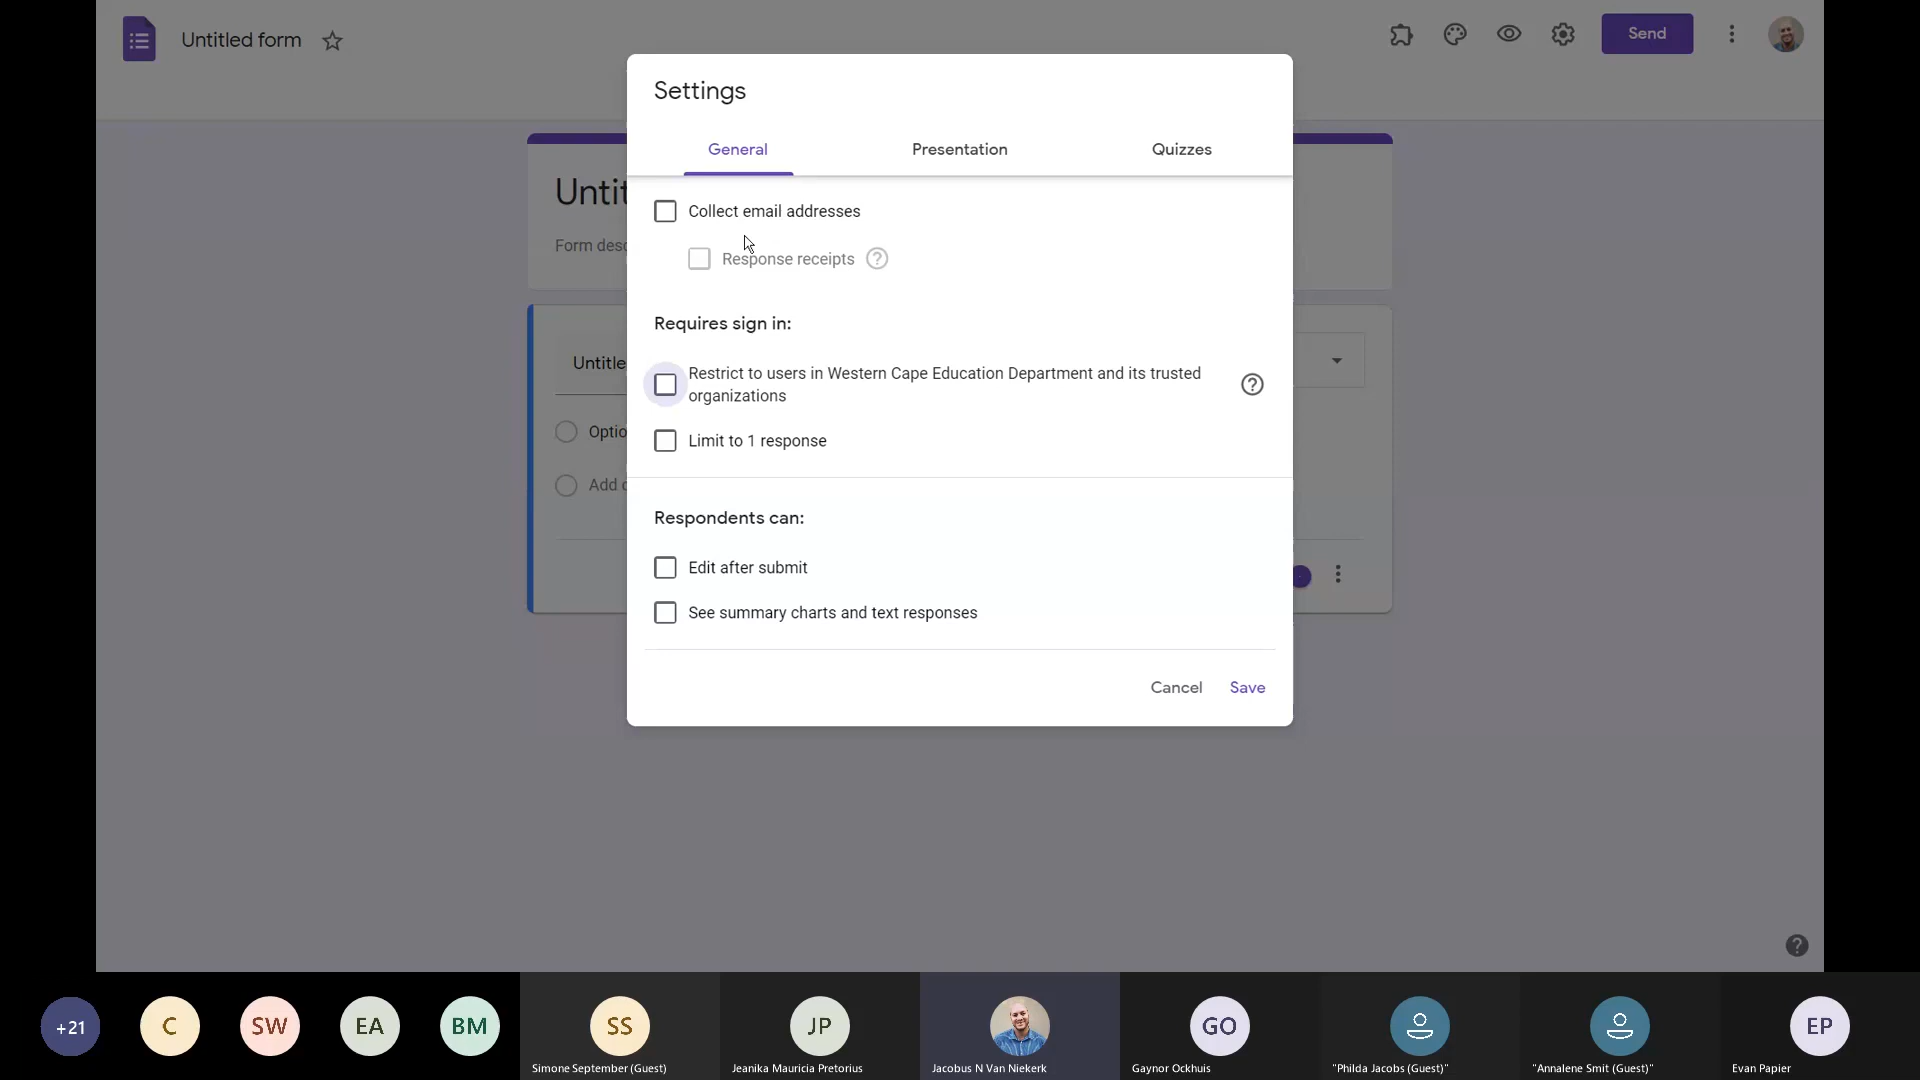 Untitled form
Send
Settings
General
Presentation
Quizzes
Untit
Form desc
Collect email addresses
Response receipts
Requires sign in:
Untitle
Restrict to users in Western Cape Education Department and its trusted
organizations
Optio
Limit to 1 response
Add
Respondents can:
Edit after submit
See summary charts and text responses
Cancel
Save
+21
C
SW
EA
BM
SS
JP
GO
EP
Simone September (Guest)
Jeanika Mauricia Pretorius
Jacobus N Van Niekerk
Gaynor Ockhuis
"Philda Jacobs (Guest)"
"Annalene Smit (Guest)"
Evan Papier